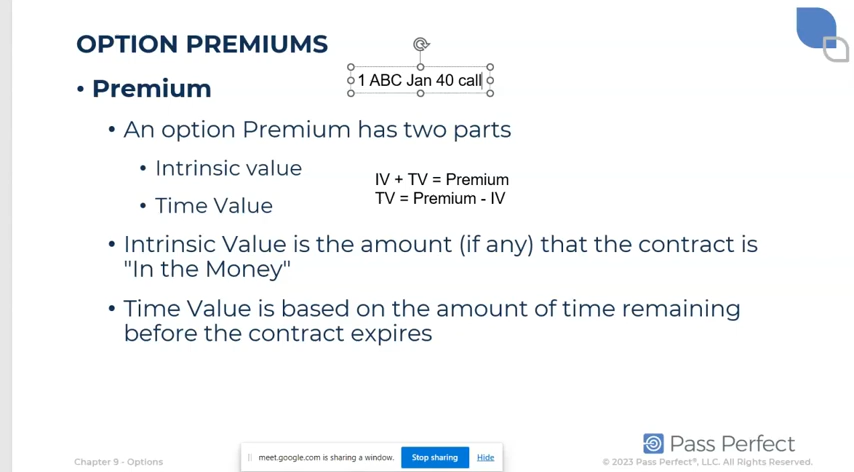 OPTION PREMIUMS
1 ABC Jan 40 call
• Premium
• An option Premium has two parts
• Intrinsic value
IV + TV = Premium
TV = Premium - IV
• Time Value
• Intrinsic Value is the amount (if any) that the contract is
"In the Money"
• Time Value is based on the amount of time remaining
before the contract expires
Pass Perfect
Chapter 9 - Options
meet.google.com is sharing a window.
Stop sharing
Hide
© 2023 Pass Perfect®, LLC. All Rights Reserved.